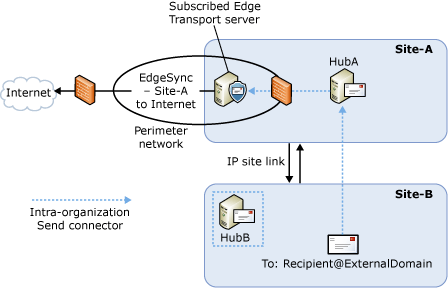 Subscribed Edge
Transport server
Site-A
HubA
EdgeSync
– Site-A
to Internet
Internet
Perimeter
network
IP site link
Site-B
Intra-organization
Send connector
HubB
To: Recipient@ExternalDomain